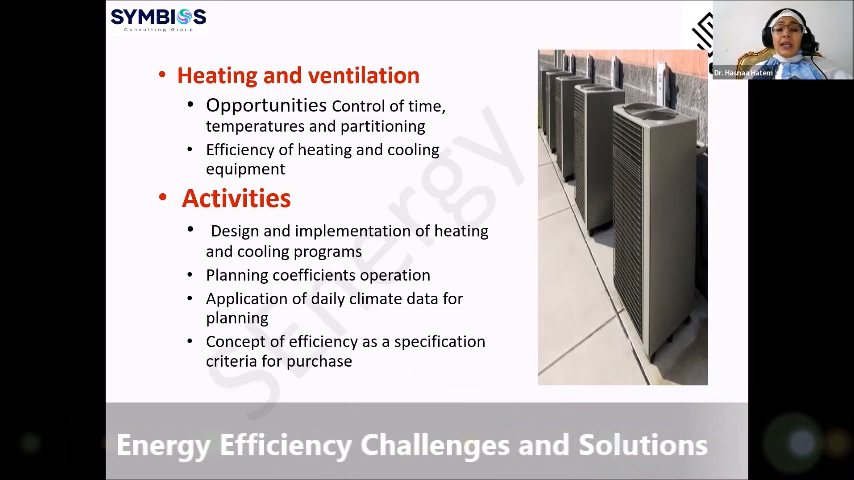 SYMBIOS
Consulting Group
Dr. Hasnaa Hatem
• Heating and ventilation
• Opportunities Control of time,
temperatures and partitioning
• Efficiency of heating and cooling
equipment
• Activities
• Design and implementation of heating
and cooling programs
• Planning coefficients operation
• Application of daily climate data for
planning
• Concept of efficiency as a specification
criteria for purchase
SEnergy
Energy Efficiency Challenges and Solutions